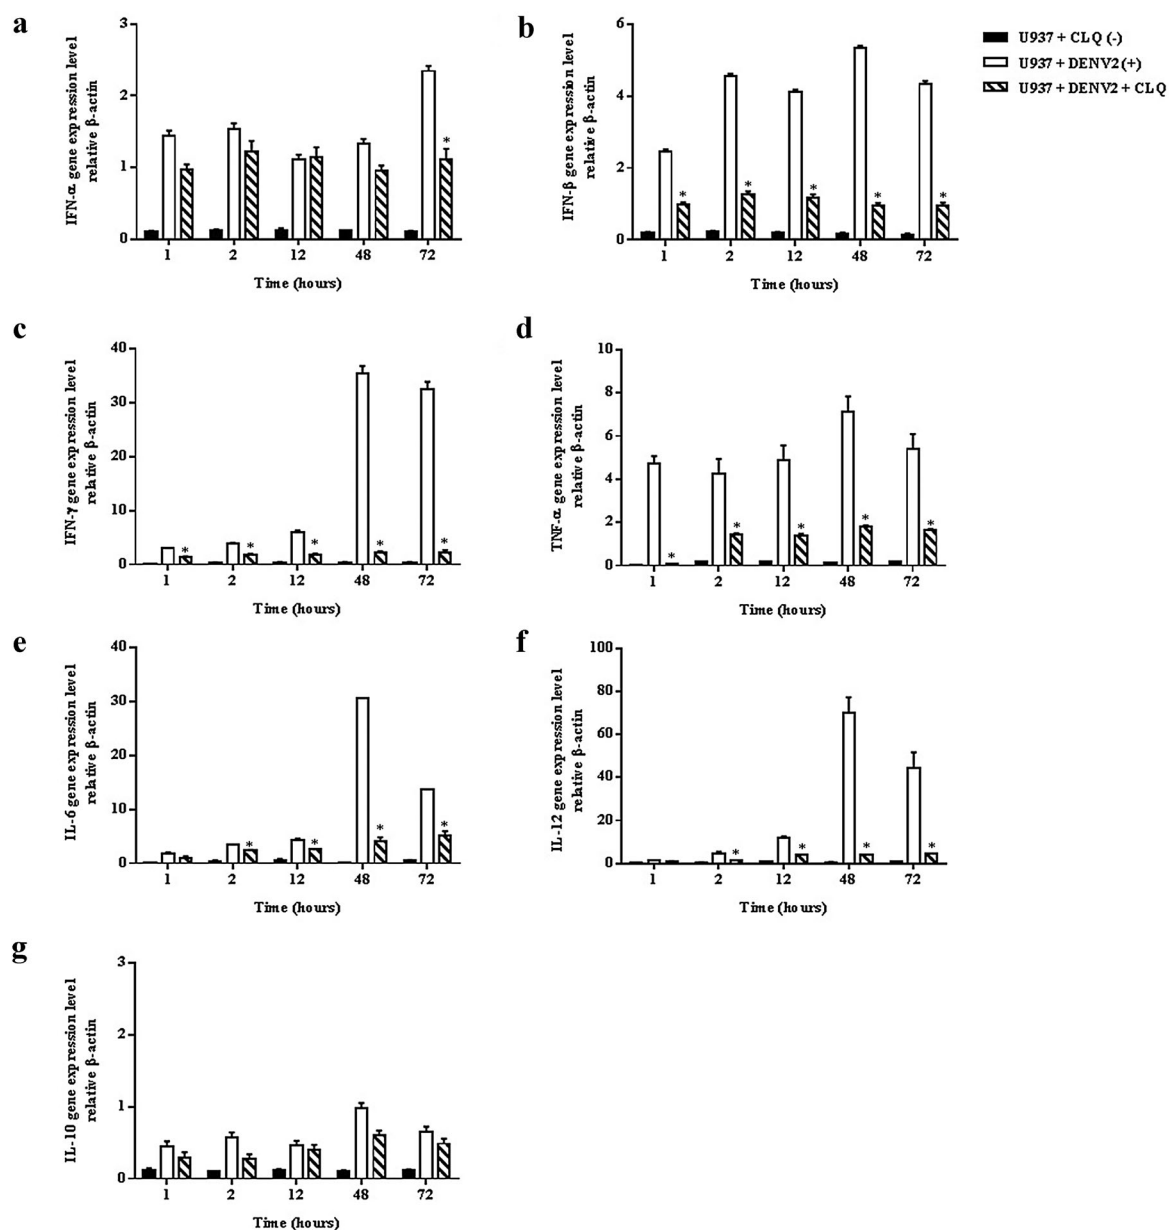 a
IFN-α gene expression level
relative β-actin
3
2
1
0
*
1 2 12 48 72
Time (hours)
b
IFN-β gene expression level
relative β-actin
6
4
2
0
* * * * *
1 2 12 48 72
Time (hours)
U937 + CLQ (-)
U937 + DENV2 (+)
U937 + DENV2 + CLQ
c
IFN-γ gene expression level
relative β-actin
40
30
20
10
0
* * * * *
1 2 12 48 72
Time (hours)
d
TNF-α gene expression level
relative β-actin
10
8
6
4
2
0
* * * * *
1 2 12 48 72
Time (hours)
e
IL-6 gene expression level
relative β-actin
40
30
20
10
0
* * * *
1 2 12 48 72
Time (hours)
f
IL-12 gene expression level
relative β-actin
100
80
60
40
20
0
* * * *
1 2 12 48 72
Time (hours)
g
IL-10 gene expression level
relative β-actin
3
2
1
0
1 2 12 48 72
Time (hours)